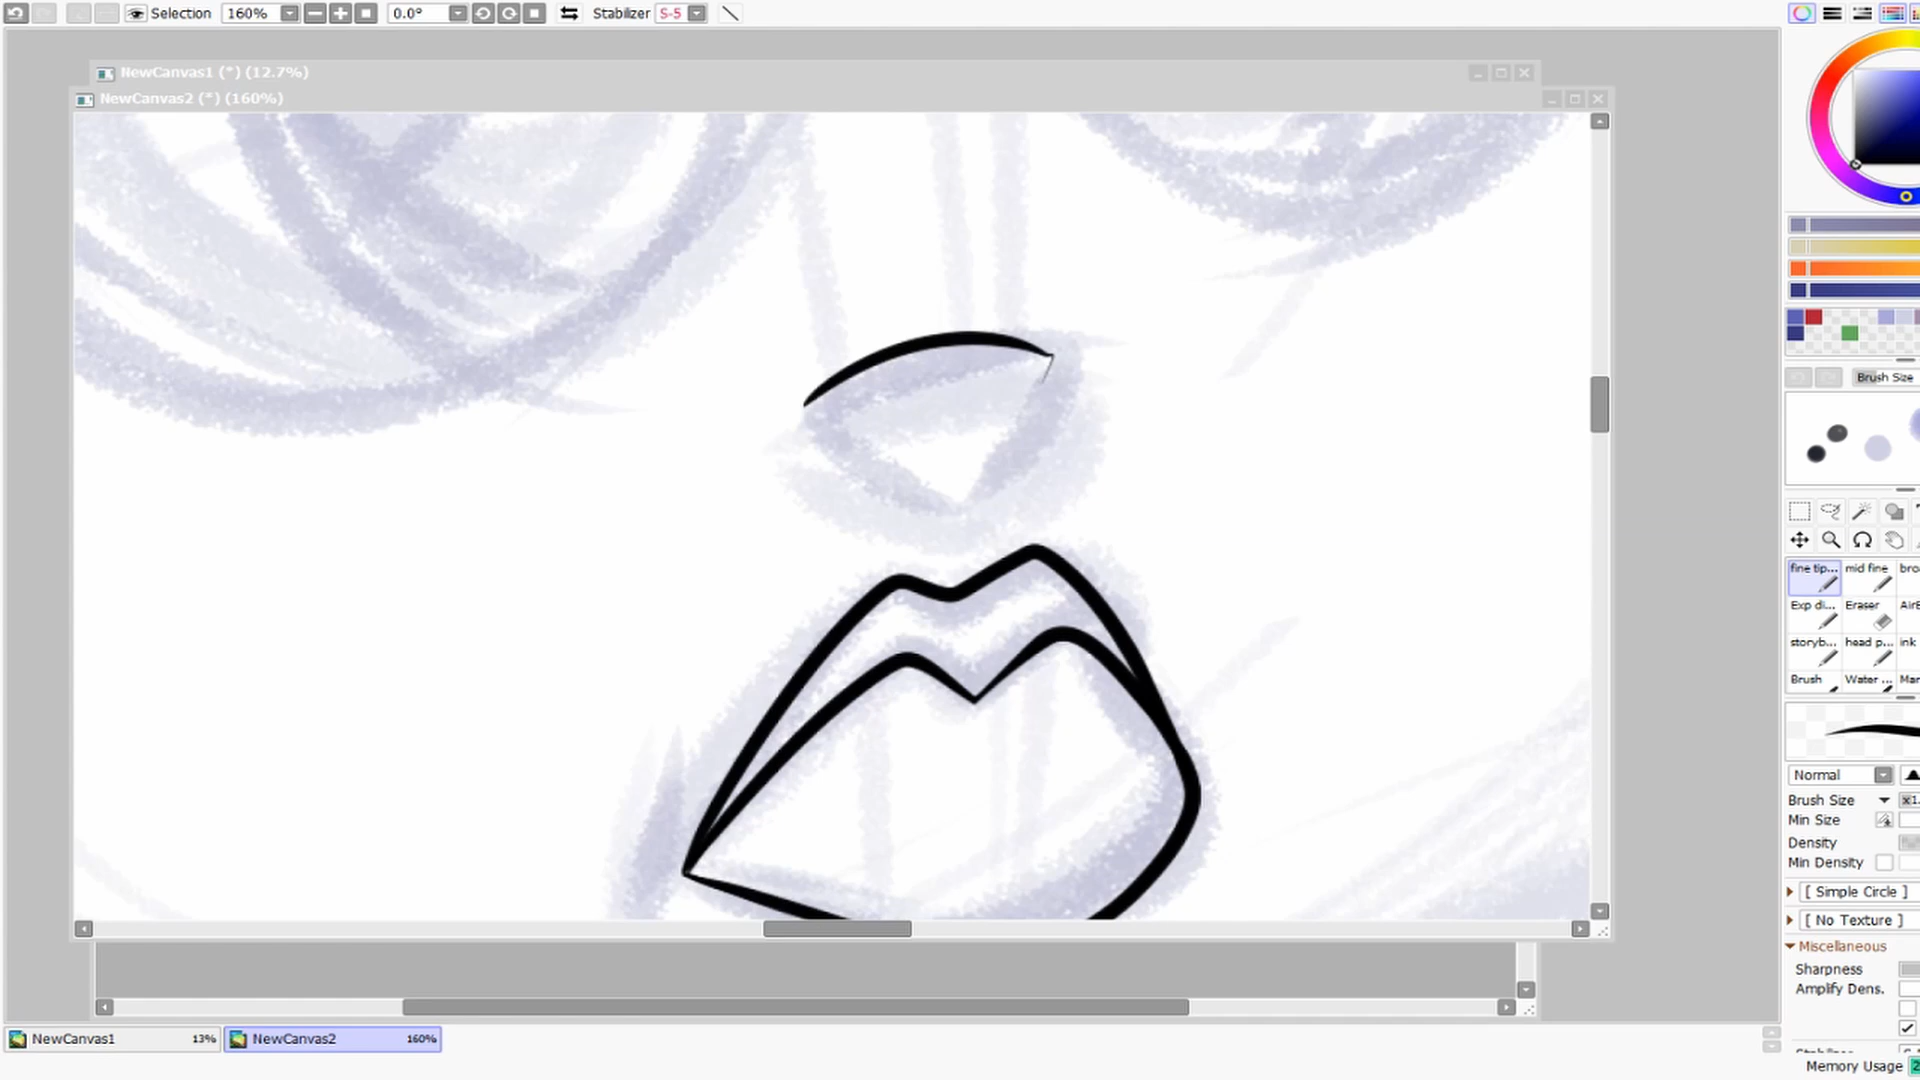 Selection 160% 0.0° Stabilizer S-5
NewCanvas1 (*) (12.7%)
NewCanvas2 (*) (160%)
Brush Size
fine tip... mid fine bro
Exp di... Eraser AirB
storyb... head p... ink
Brush Water ... Mar
Normal
Brush Size x1.
Min Size
Density
Min Density
[ Simple Circle ]
[ No Texture ]
Miscellaneous
Sharpness
Amplify Dens.
NewCanvas1 13% NewCanvas2 160%
Memory Usage 2